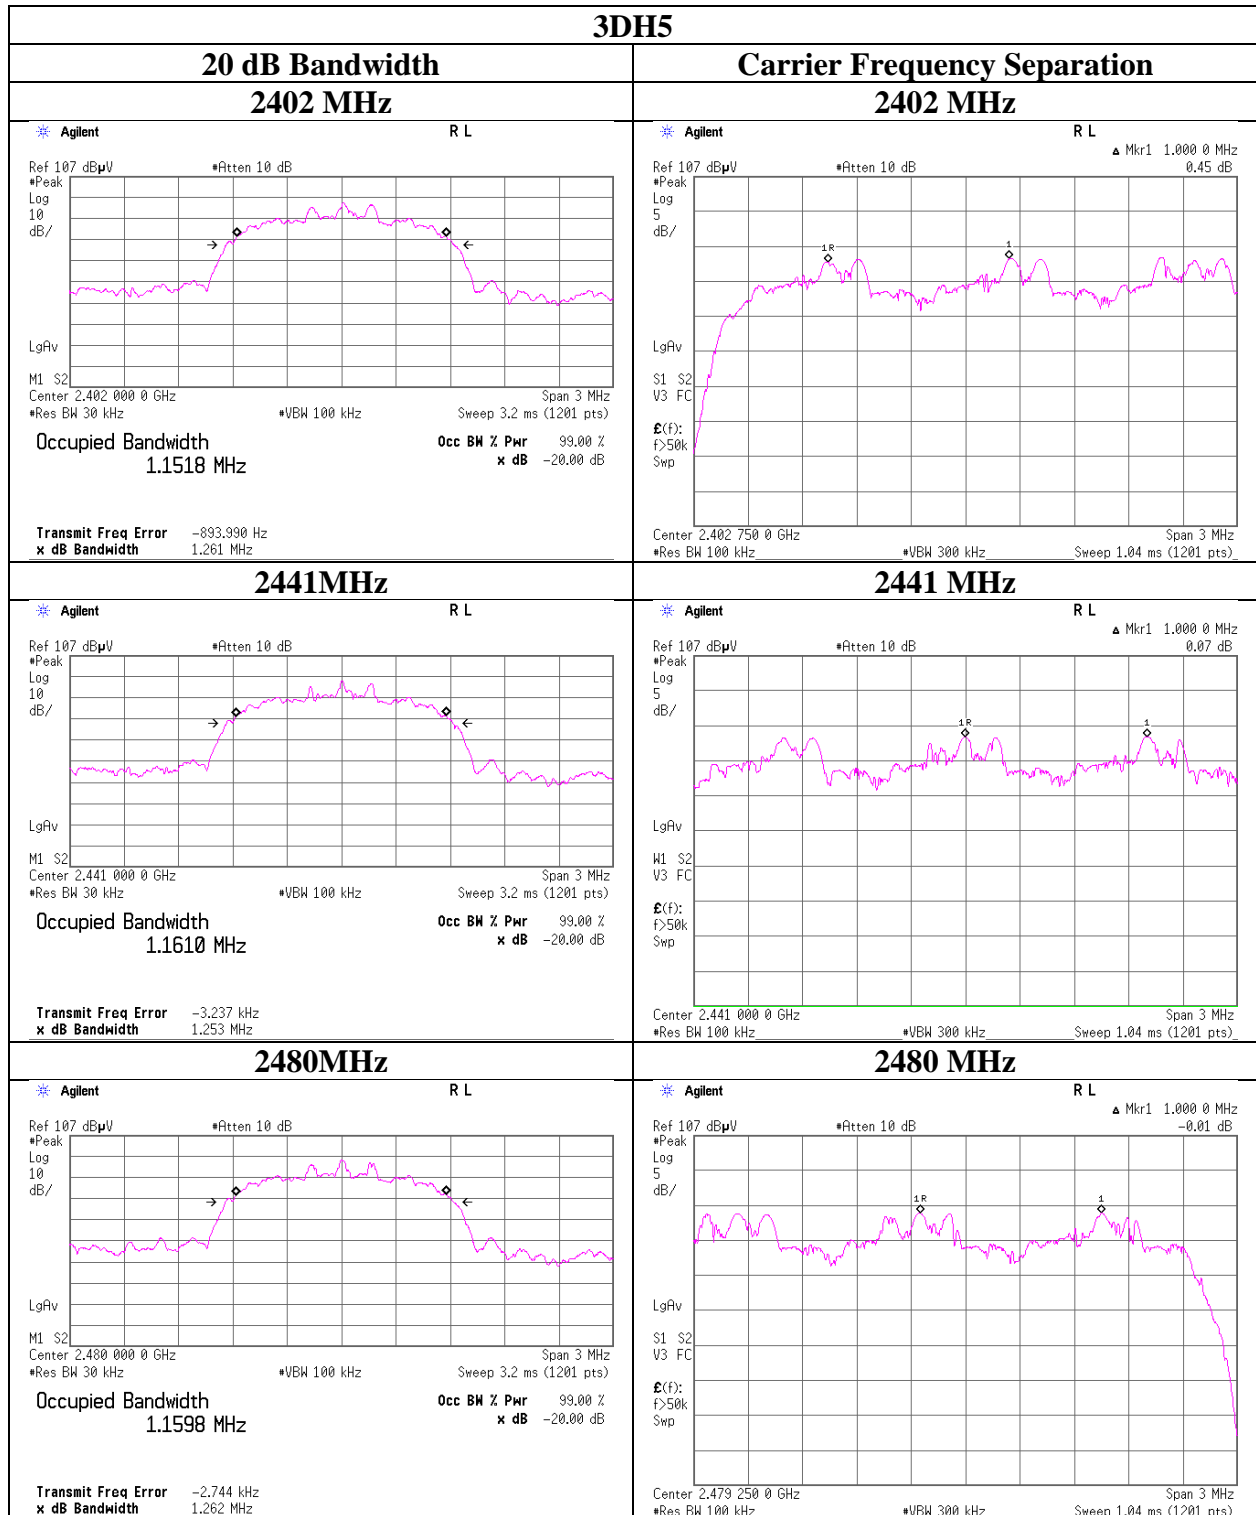 3DH5
20 dB Bandwidth
Carrier Frequency Separation
2402 MHz
2402 MHz
Agilent
R L
Ref 107 dBµV
#Atten 10 dB
#Peak
Log
10
dB/
LgAv
M1 S2
Center 2.402 000 0 GHz
Span 3 MHz
#Res BW 30 kHz
#VBW 100 kHz
Sweep 3.2 ms (1201 pts)
Occupied Bandwidth
1.1518 MHz
Occ BW % Pwr 99.00 %
x dB -20.00 dB
Transmit Freq Error -893.990 Hz
x dB Bandwidth 1.261 MHz
Agilent
R L
Δ Mkr1 1.000 0 MHz
Ref 107 dBµV
#Atten 10 dB
0.45 dB
#Peak
Log
5
dB/
1R
1
LgAv
S1 S2
V3 FC
£(f):
f>50k
Swp
Center 2.402 750 0 GHz
Span 3 MHz
#Res BW 100 kHz
#VBW 300 kHz
Sweep 1.04 ms (1201 pts)
2441MHz
2441 MHz
Agilent
R L
Ref 107 dBµV
#Atten 10 dB
#Peak
Log
10
dB/
LgAv
M1 S2
Center 2.441 000 0 GHz
Span 3 MHz
#Res BW 30 kHz
#VBW 100 kHz
Sweep 3.2 ms (1201 pts)
Occupied Bandwidth
1.1610 MHz
Occ BW % Pwr 99.00 %
x dB -20.00 dB
Transmit Freq Error -3.237 kHz
x dB Bandwidth 1.253 MHz
Agilent
R L
Δ Mkr1 1.000 0 MHz
Ref 107 dBµV
#Atten 10 dB
0.07 dB
#Peak
Log
5
dB/
1R
1
LgAv
W1 S2
V3 FC
£(f):
f>50k
Swp
Center 2.441 000 0 GHz
Span 3 MHz
#Res BW 100 kHz
#VBW 300 kHz
Sweep 1.04 ms (1201 pts)
2480MHz
2480 MHz
Agilent
R L
Ref 107 dBµV
#Atten 10 dB
#Peak
Log
10
dB/
LgAv
M1 S2
Center 2.480 000 0 GHz
Span 3 MHz
#Res BW 30 kHz
#VBW 100 kHz
Sweep 3.2 ms (1201 pts)
Occupied Bandwidth
1.1598 MHz
Occ BW % Pwr 99.00 %
x dB -20.00 dB
Transmit Freq Error -2.744 kHz
x dB Bandwidth 1.262 MHz
Agilent
R L
Δ Mkr1 1.000 0 MHz
Ref 107 dBµV
#Atten 10 dB
-0.01 dB
#Peak
Log
5
dB/
1R
1
LgAv
S1 S2
V3 FC
£(f):
f>50k
Swp
Center 2.479 250 0 GHz
Span 3 MHz
#Res BW 100 kHz
#VBW 300 kHz
Sweep 1.04 ms (1201 pts)